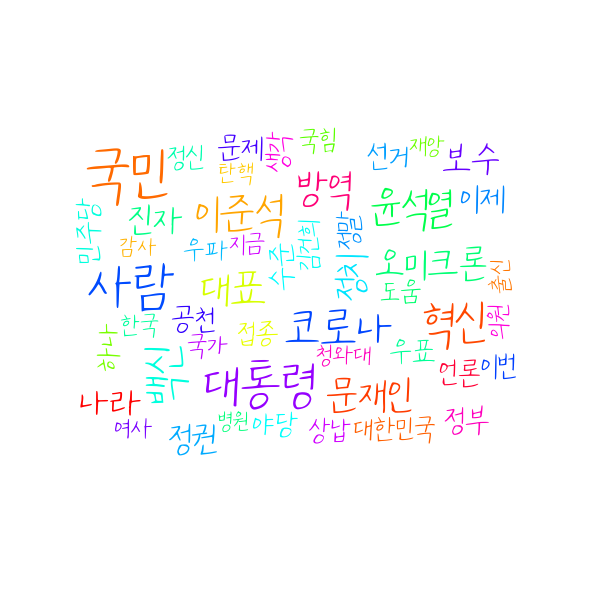 국힘
문제
생각
재앙
선거
보수
정신
국민
탄핵
방역
윤석열
이제
이준석
진자
민주당
감사
우파
지금
수준
김건희
정말
정치
오미크론
출신
사람
대표
도움
의원
하나
한국
공천
접종
코로나
혁신
백신
국가
청와대
우표
언론
이번
나라
대통령
문재인
여사
정권
병원
야당
상납
대한민국
정부